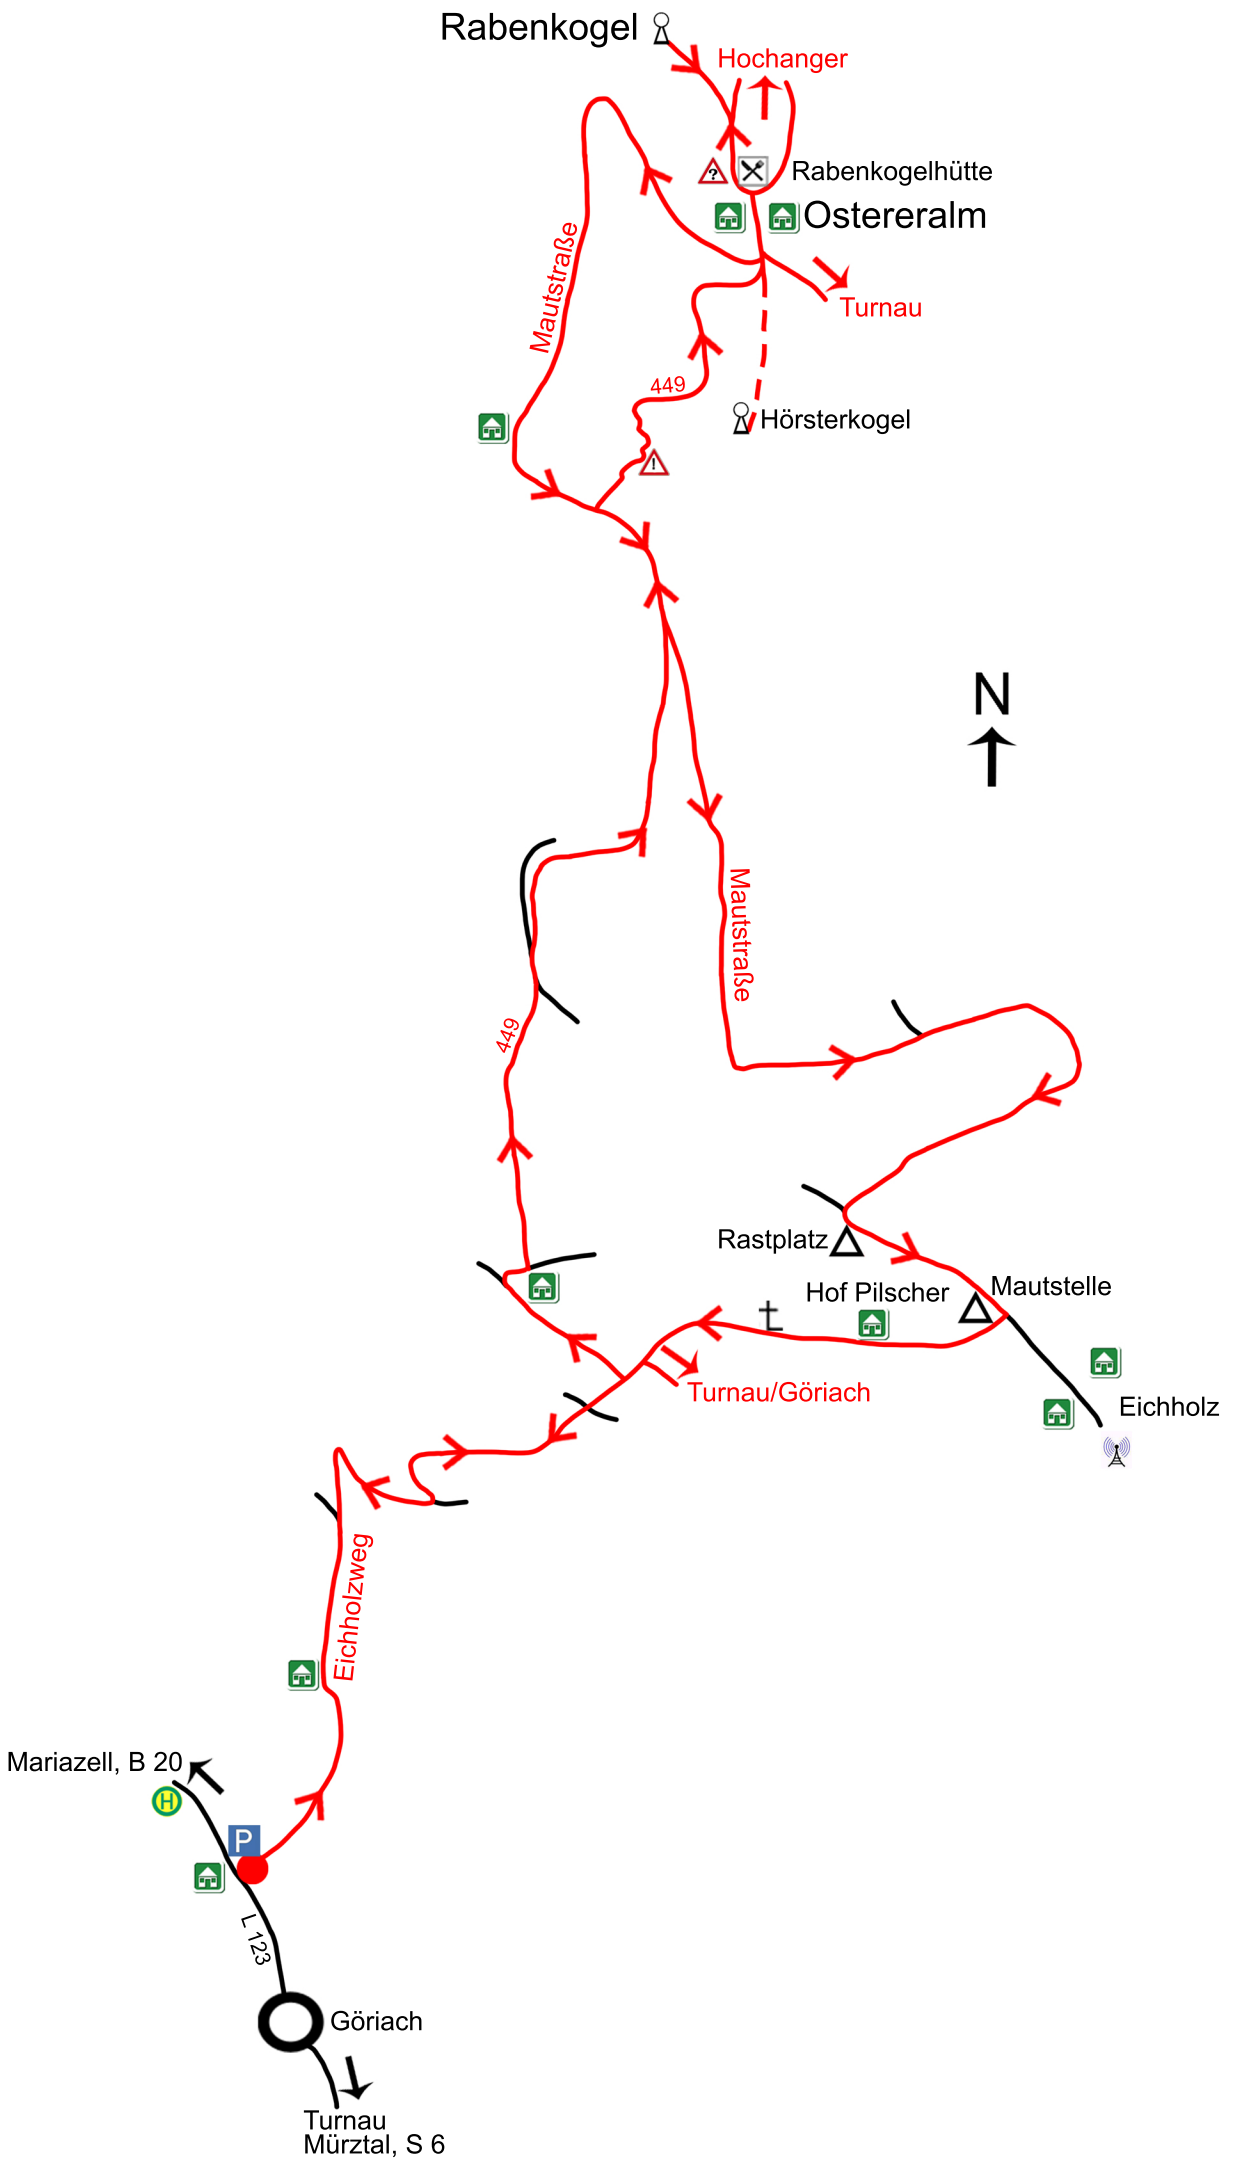 Rabenkogel
Hochanger
?
Rabenkogelhütte
Ostereralm
Mautstraße
Turnau
449
Hörsterkogel
!
N
Mautstraße
449
Rastplatz
Hof Pilscher
Mautstelle
Turnau/Göriach
Eichholz
Eichholzweg
Mariazell, B 20
H
P
L 123
Göriach
Turnau
Mürztal, S 6